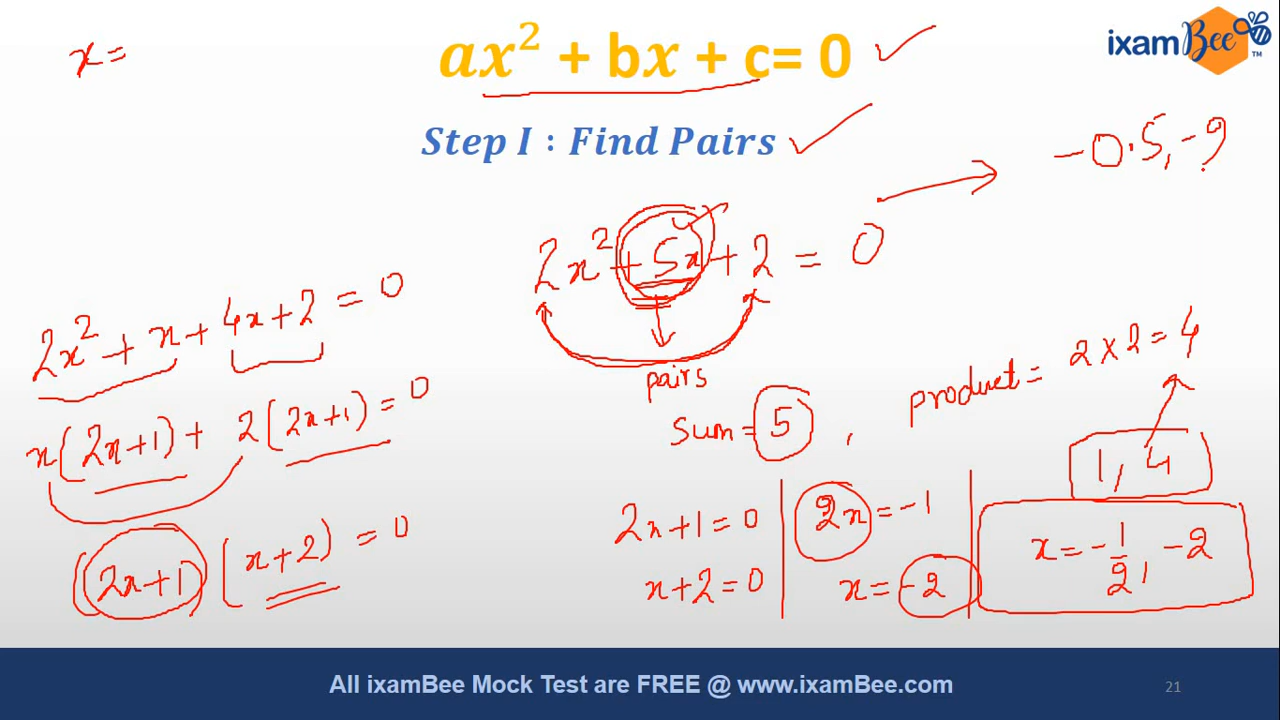 x =
ax² + bx + c= 0
ixamBee™
Step I : Find Pairs
-0.5, -2
2x² + 5x + 2 = 0
2x² + x + 4x + 2 = 0
x(2x+1) + 2(2x+1) = 0
(2x+1) (x+2) = 0
pairs
sum = 5 , product = 2 x 2 = 4
1, 4
2x+1 = 0
x+2 = 0
2x = -1
x = -2
x = -1/2, -2
All ixamBee Mock Test are FREE @ www.ixamBee.com
21